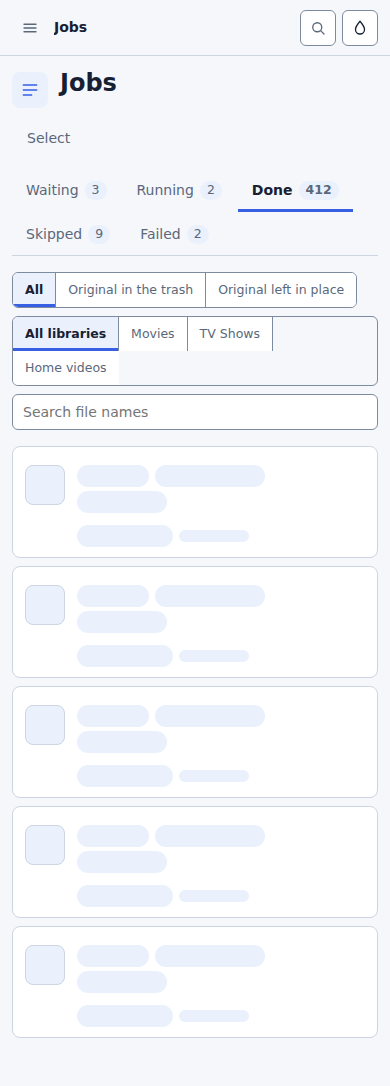 Jobs
Jobs
Select
Waiting 3 Running 2 Done 412
Skipped 9 Failed 2
All Original in the trash Original left in place
All libraries Movies TV Shows
Home videos
Search file names